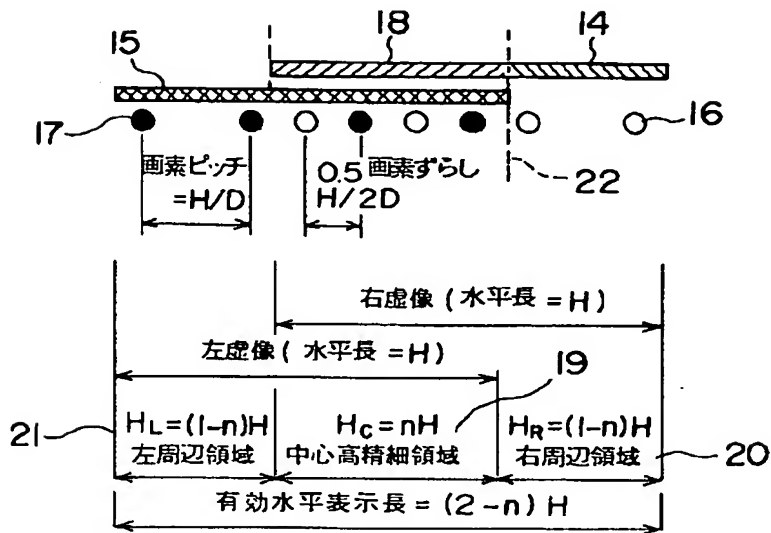 18
14
15
17
16
画素ピッチ
=H/D
0.5画素ずらし
H/2D
22
右虚像(水平長=H)
左虚像(水平長=H)
19
21
HL=(1-n)H
左周辺領域
HC=nH
中心高精細領域
HR=(1-n)H
右周辺領域
20
有効水平表示長=(2-n)H